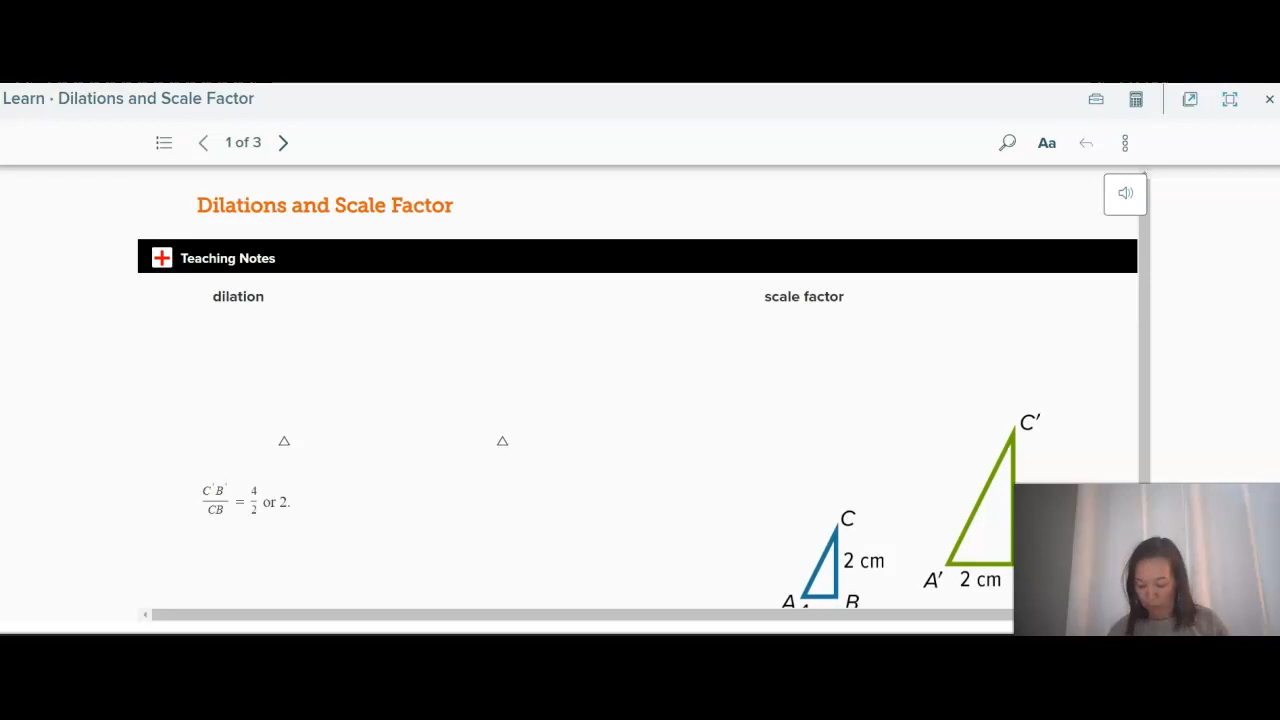 Learn · Dilations and Scale Factor
1 of 3
Aa
Dilations and Scale Factor
Teaching Notes
dilation
scale factor
△ △
C′B′/CB = 4/2 or 2.
C′
C
2 cm
A′ 2 cm
A B